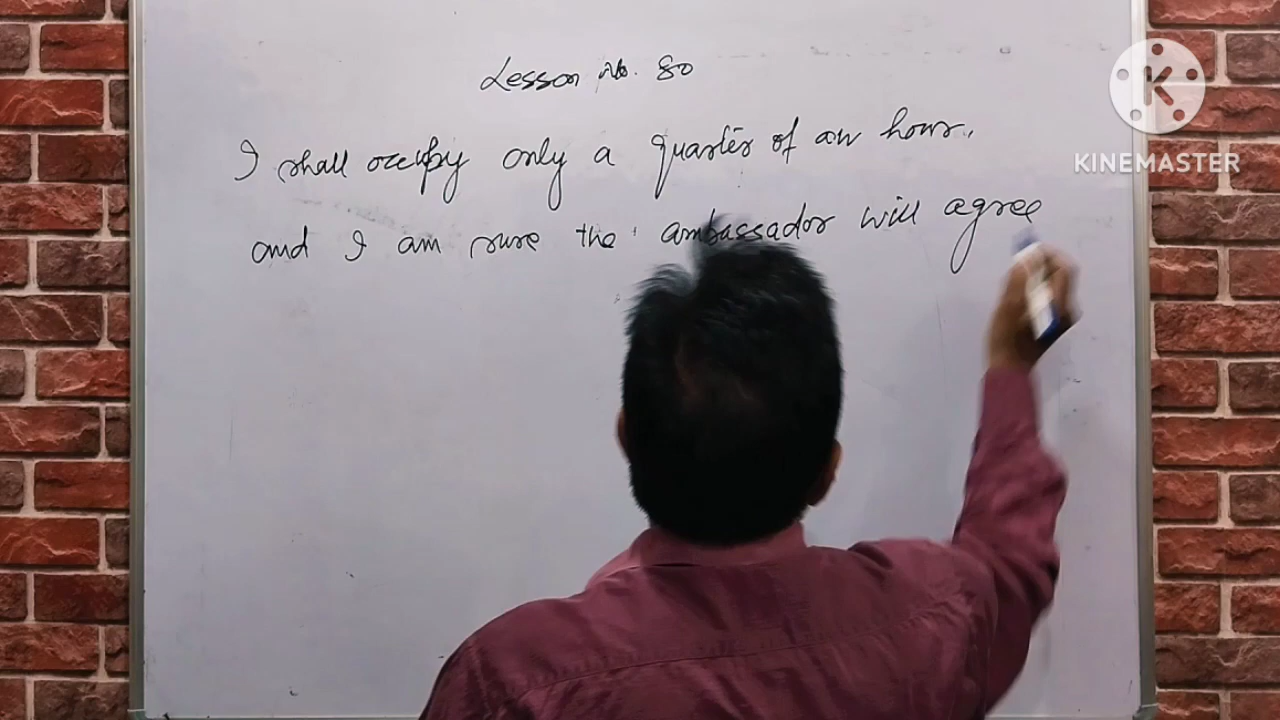 Lesson No. 80
I shall occupy only a quarter of an hour,
and I am sure the ambassador will agree
KINEMASTER